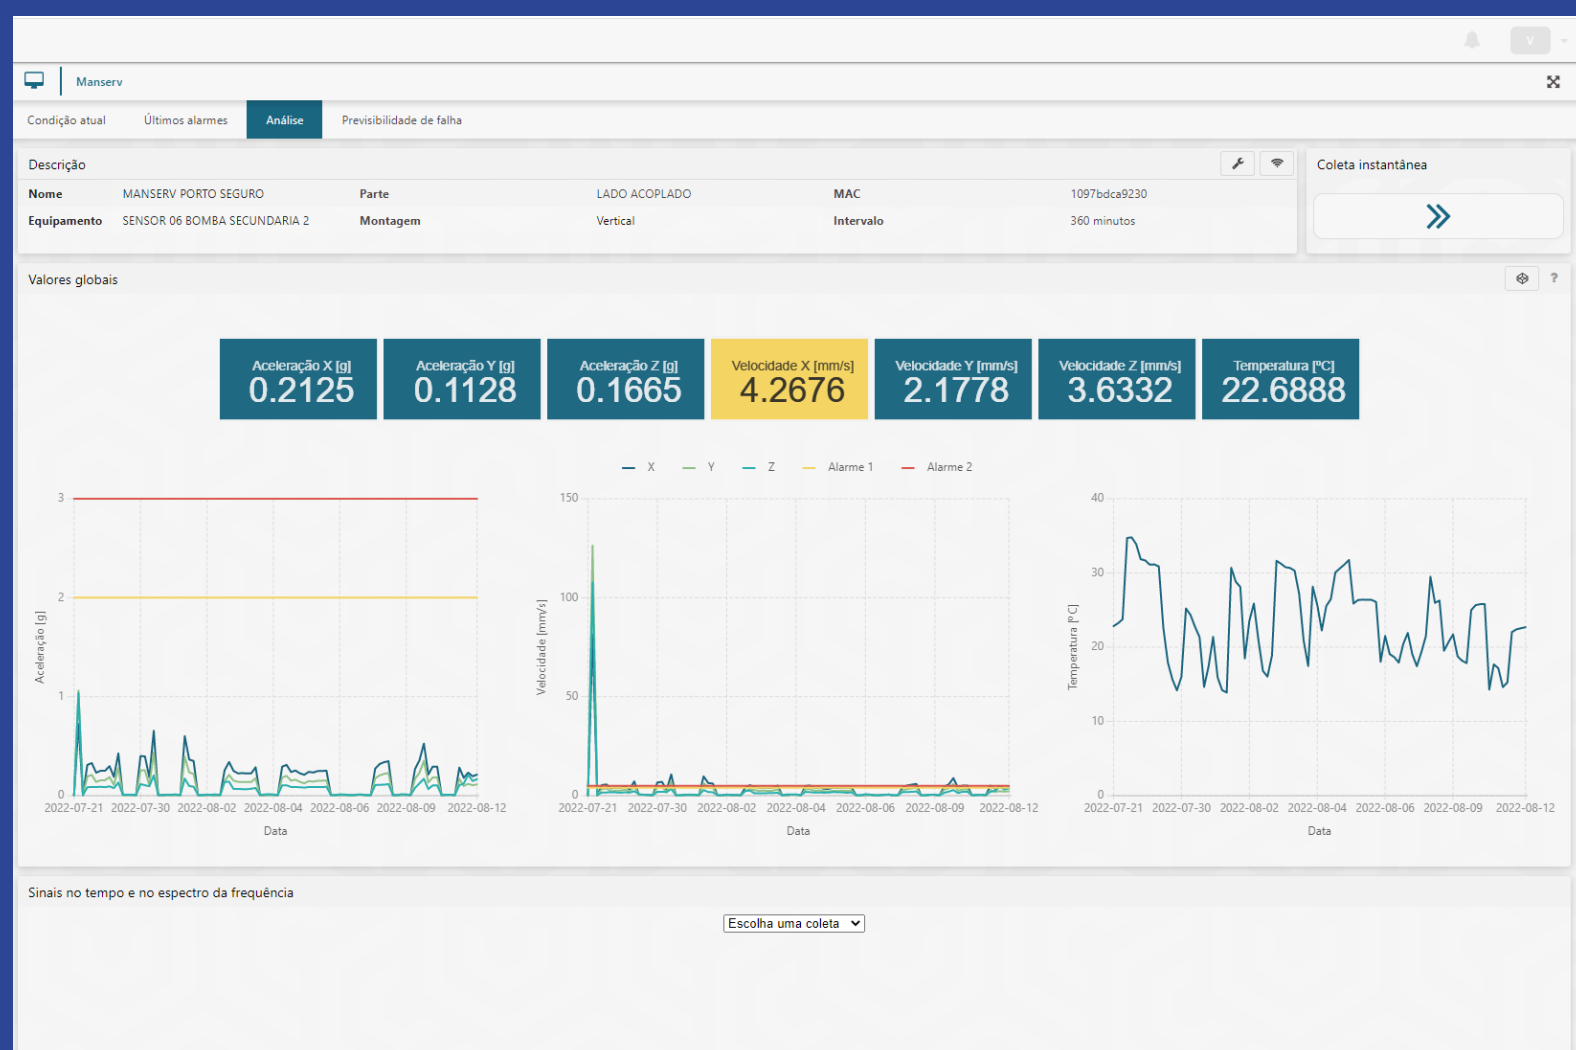 V
Manserv
Condição atual Últimos alarmes Análise Previsibilidade de falha
Descrição
Coleta instantânea
Nome MANSERV PORTO SEGURO Parte LADO ACOPLADO MAC 1097bdca9230
Equipamento SENSOR 06 BOMBA SECUNDARIA 2 Montagem Vertical Intervalo 360 minutos
Valores globais ?
Aceleração X [g] Aceleração Y [g] Aceleração Z [g] Velocidade X [mm/s] Velocidade Y [mm/s] Velocidade Z [mm/s] Temperatura [ºC]
0.2125 0.1128 0.1665 4.2676 2.1778 3.6332 22.6888
X Y Z Alarme 1 Alarme 2
3
2
1
0
Aceleração [g]
2022-07-21 2022-07-30 2022-08-02 2022-08-04 2022-08-06 2022-08-09 2022-08-12
Data
150
100
50
0
Velocidade [mm/s]
2022-07-21 2022-07-30 2022-08-02 2022-08-04 2022-08-06 2022-08-09 2022-08-12
Data
40
30
20
10
0
Temperatura [ºC]
2022-07-21 2022-07-30 2022-08-02 2022-08-04 2022-08-06 2022-08-09 2022-08-12
Data
Sinais no tempo e no espectro da frequência
Escolha uma coleta